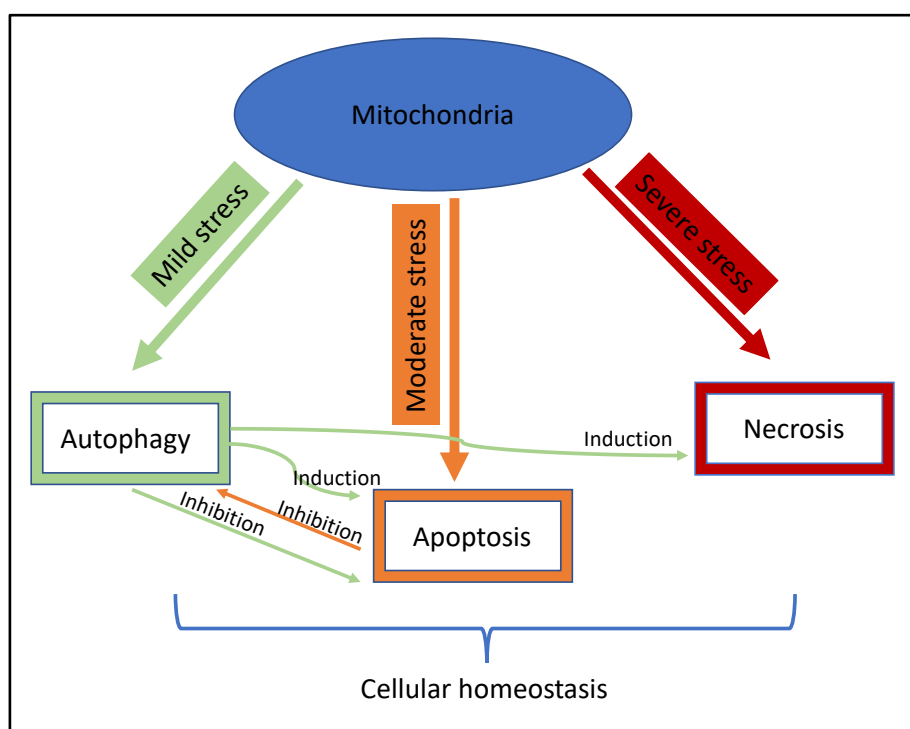 Mitochondria
Mild stress
Moderate stress
Severe stress
Autophagy
Induction
Necrosis
Induction
Inhibition
Inhibition
Apoptosis
Cellular homeostasis